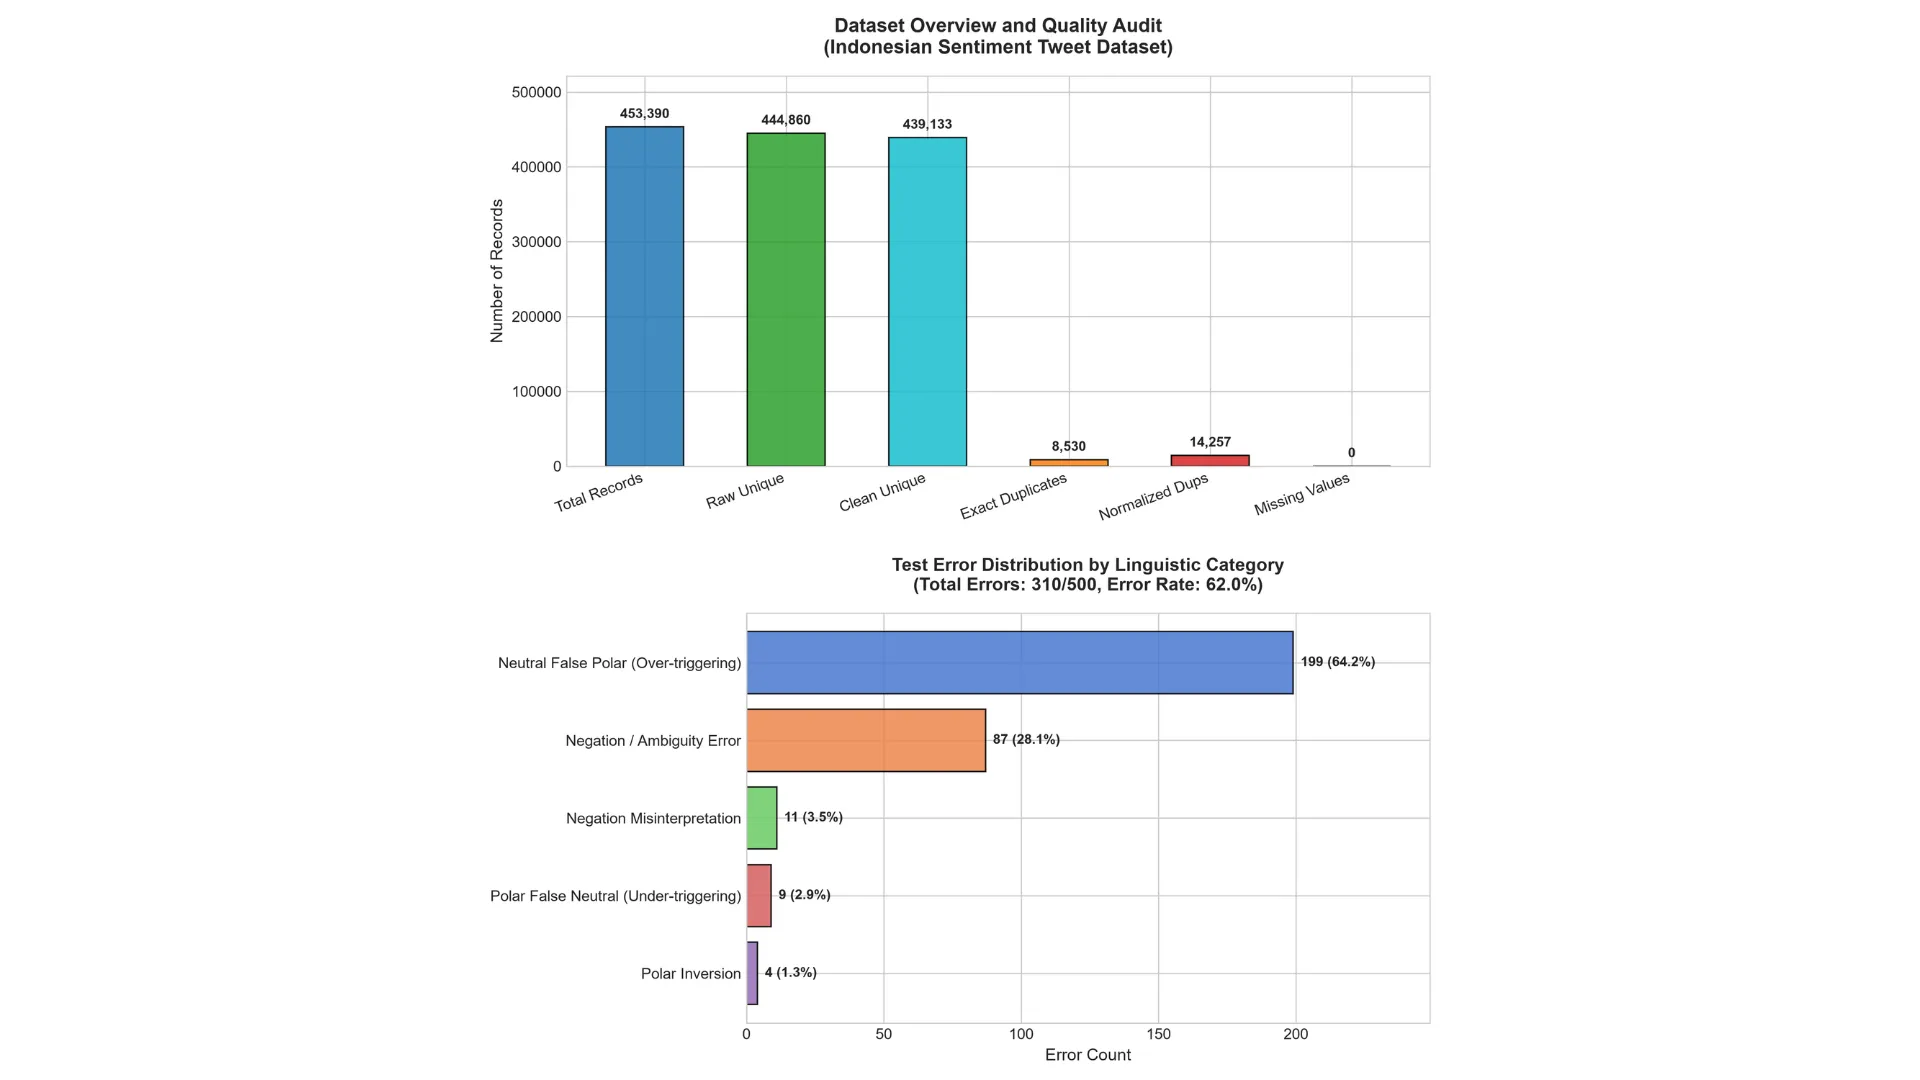 Dataset Overview and Quality Audit
(Indonesian Sentiment Tweet Dataset)
Number of Records
500000
400000
300000
200000
100000
0
453,390
444,860
439,133
8,530
14,257
0
Total Records
Raw Unique
Clean Unique
Exact Duplicates
Normalized Dups
Missing Values
Test Error Distribution by Linguistic Category
(Total Errors: 310/500, Error Rate: 62.0%)
Neutral False Polar (Over-triggering)
199 (64.2%)
Negation / Ambiguity Error
87 (28.1%)
Negation Misinterpretation
11 (3.5%)
Polar False Neutral (Under-triggering)
9 (2.9%)
Polar Inversion
4 (1.3%)
0
50
100
150
200
Error Count